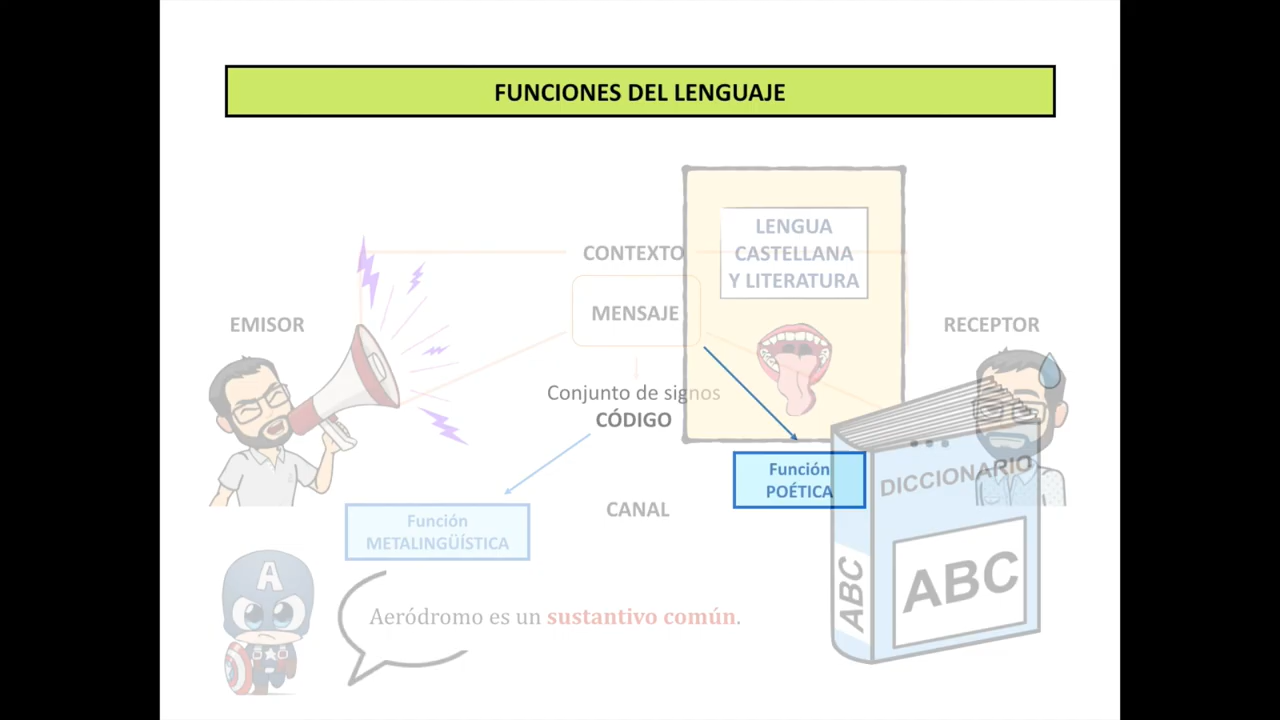 FUNCIONES DEL LENGUAJE
LENGUA
CASTELLANA
Y LITERATURA
CONTEXTO
MENSAJE
EMISOR
RECEPTOR
Conjunto de signos
CÓDIGO
Función
POÉTICA
DICCIONARIO
CANAL
Función
METALINGÜÍSTICA
ABC
ABC
A
Aeródromo es un sustantivo común.